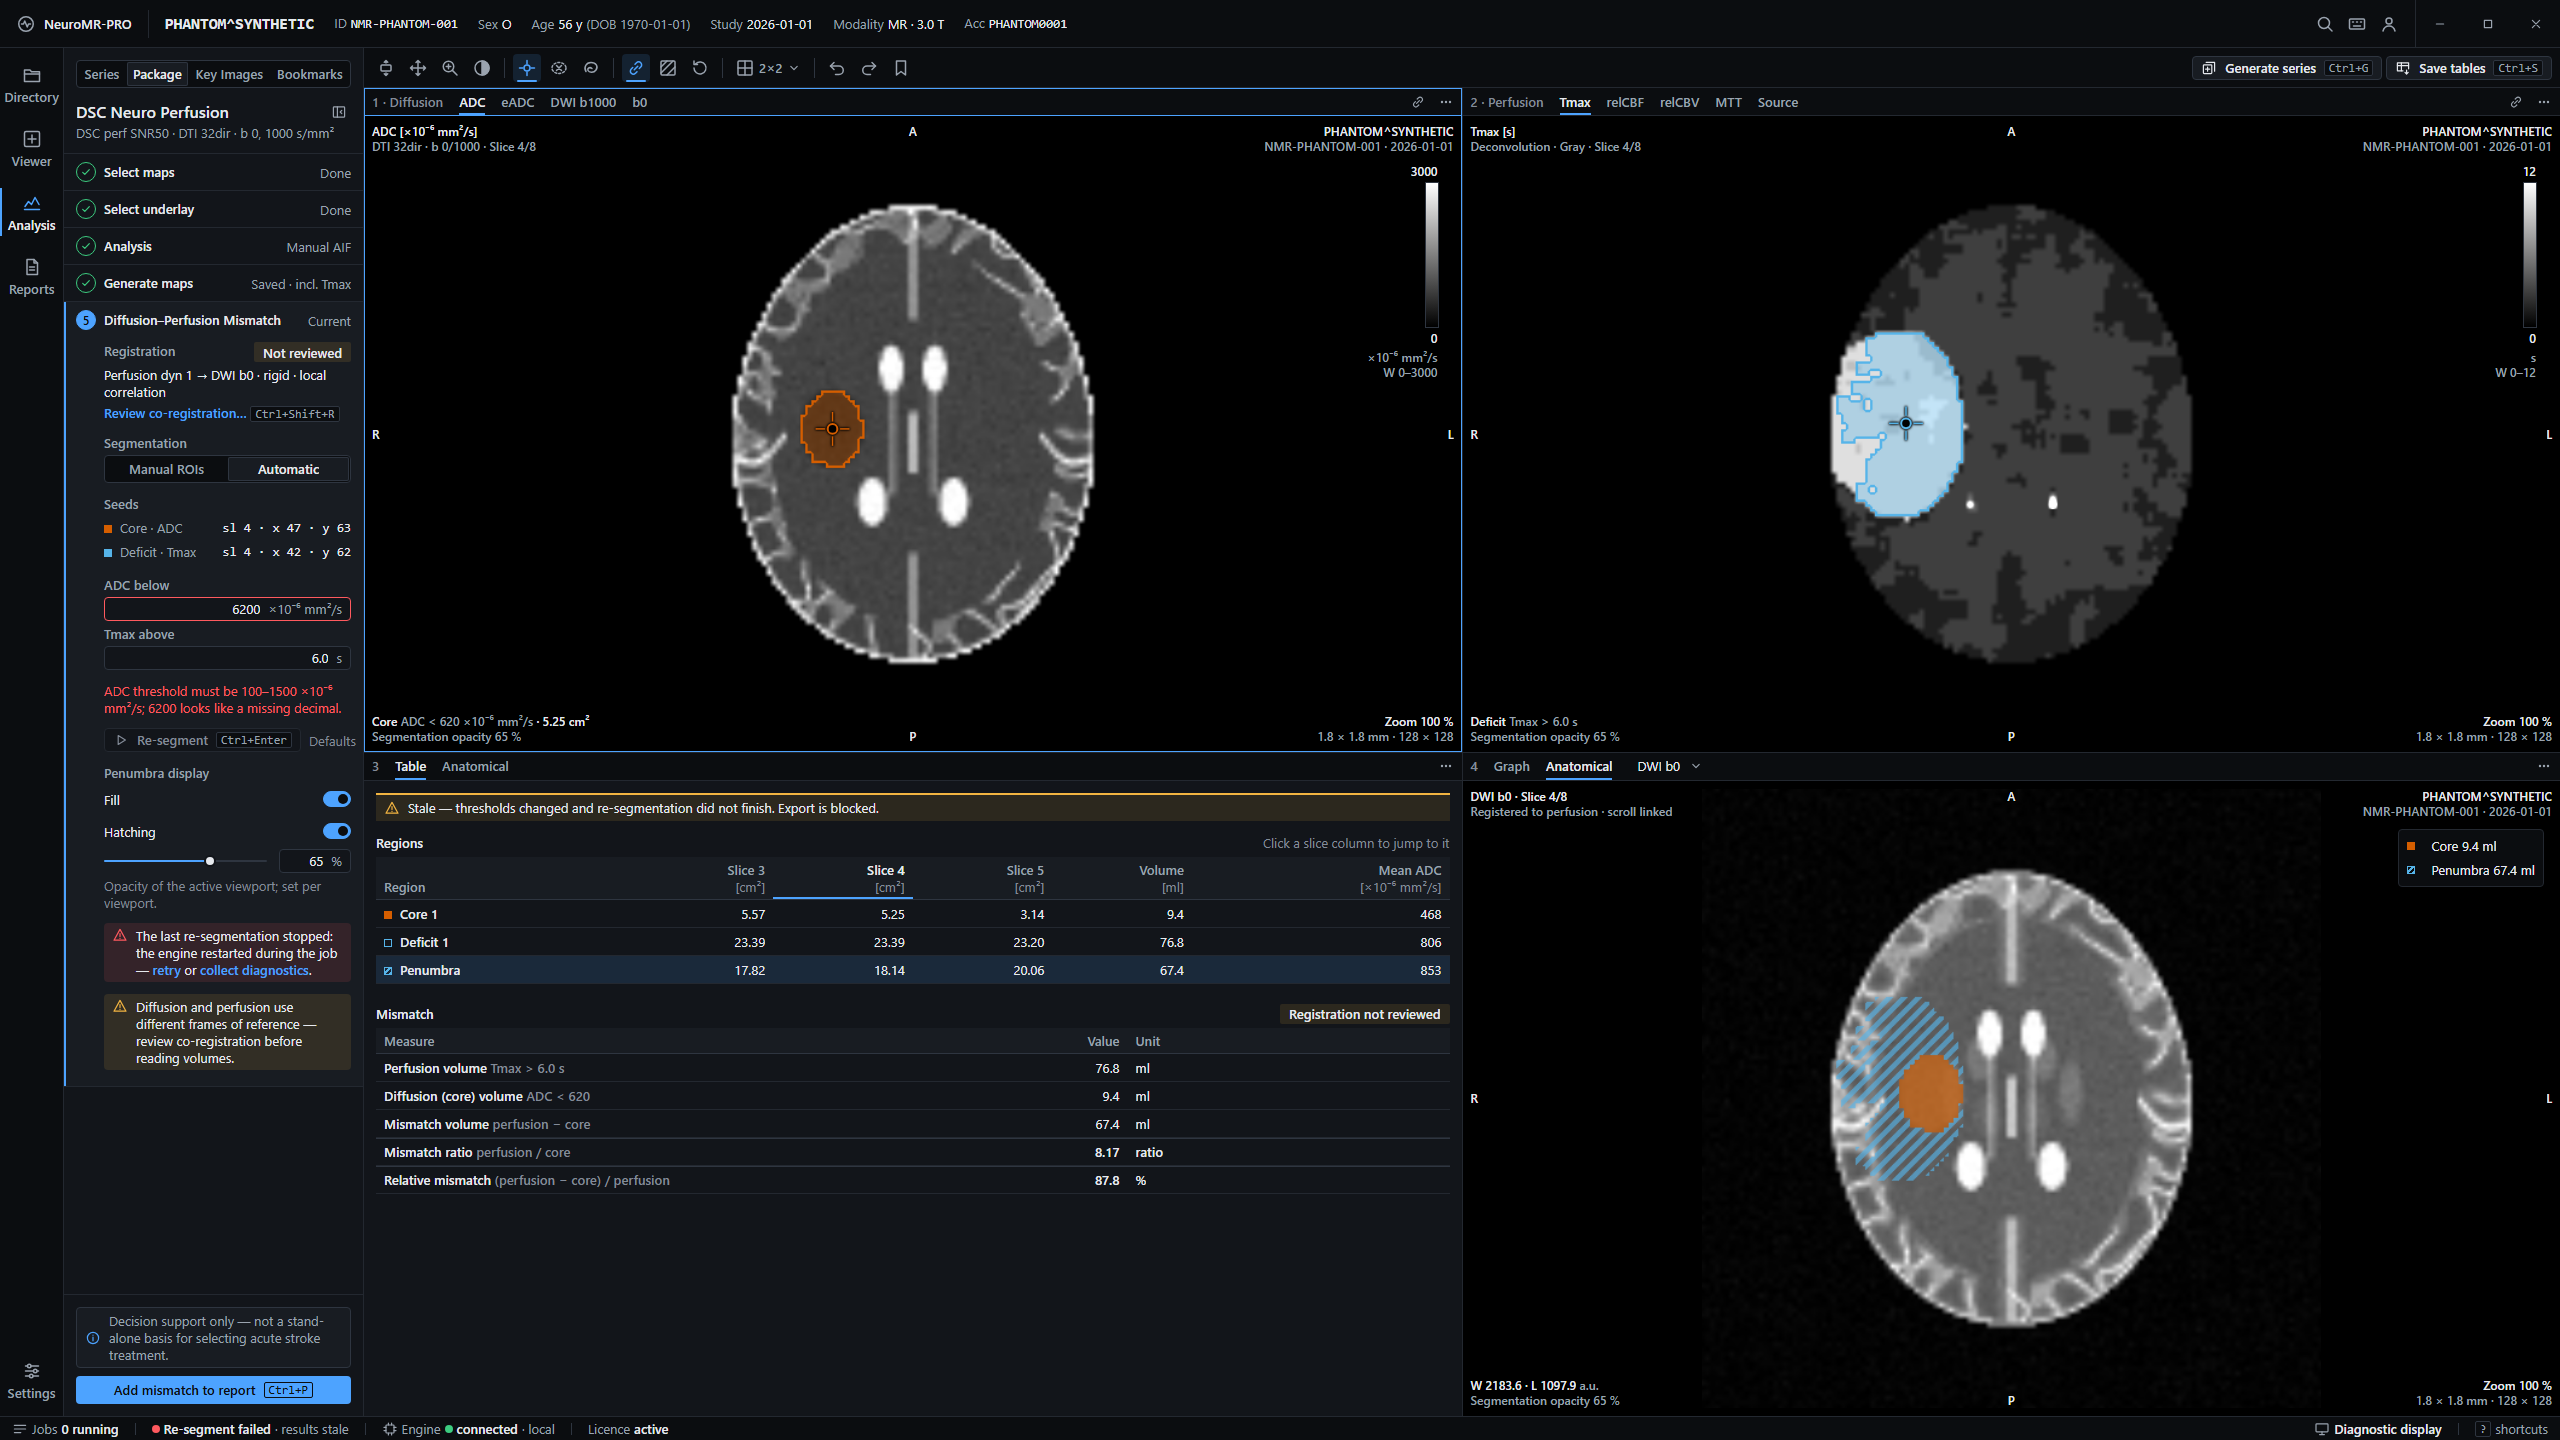 NeuroMR-PRO
PHANTOM^SYNTHETIC
ID NMR-PHANTOM-001
Sex O
Age 56 y (DOB 1970-01-01)
Study 2026-01-01
Modality MR · 3.0 T
Acc PHANTOM0001
Directory
Viewer
Analysis
Reports
Settings
Series
Package
Key Images
Bookmarks
DSC Neuro Perfusion
DSC perf SNR50 · DTI 32dir · b 0, 1000 s/mm²
Select maps Done
Select underlay Done
Analysis Manual AIF
Generate maps Saved · incl. Tmax
5 Diffusion–Perfusion Mismatch Current
Registration Not reviewed
Perfusion dyn 1 → DWI b0 · rigid · local
correlation
Review co-registration... Ctrl+Shift+R
Segmentation
Manual ROIs Automatic
Seeds
Core · ADC sl 4 · x 47 · y 63
Deficit · Tmax sl 4 · x 42 · y 62
ADC below
6200 ×10⁻⁶ mm²/s
Tmax above
6.0 s
ADC threshold must be 100–1500 ×10⁻⁶
mm²/s; 6200 looks like a missing decimal.
Re-segment Ctrl+Enter Defaults
Penumbra display
Fill
Hatching
65 %
Opacity of the active viewport; set per
viewport.
The last re-segmentation stopped:
the engine restarted during the job
— retry or collect diagnostics.
Diffusion and perfusion use
different frames of reference —
review co-registration before
reading volumes.
Decision support only — not a stand-
alone basis for selecting acute stroke
treatment.
Add mismatch to report Ctrl+P
2×2
Generate series Ctrl+G
Save tables Ctrl+S
1 · Diffusion ADC eADC DWI b1000 b0
ADC [×10⁻⁶ mm²/s]
DTI 32dir · b 0/1000 · Slice 4/8
A
PHANTOM^SYNTHETIC
NMR-PHANTOM-001 · 2026-01-01
3000
0
×10⁻⁶ mm²/s
W 0–3000
R
L
Core ADC < 620 ×10⁻⁶ mm²/s · 5.25 cm²
Segmentation opacity 65 %
P
Zoom 100 %
1.8 × 1.8 mm · 128 × 128
2 · Perfusion Tmax relCBF relCBV MTT Source
Tmax [s]
Deconvolution · Gray · Slice 4/8
A
PHANTOM^SYNTHETIC
NMR-PHANTOM-001 · 2026-01-01
12
0
s
W 0–12
R
L
Deficit Tmax > 6.0 s
Segmentation opacity 65 %
P
Zoom 100 %
1.8 × 1.8 mm · 128 × 128
3 Table Anatomical
Stale — thresholds changed and re-segmentation did not finish. Export is blocked.
Regions Click a slice column to jump to it
Region Slice 3 [cm²] Slice 4 [cm²] Slice 5 [cm²] Volume [ml] Mean ADC [×10⁻⁶ mm²/s]
Core 1 5.57 5.25 3.14 9.4 468
Deficit 1 23.39 23.39 23.20 76.8 806
Penumbra 17.82 18.14 20.06 67.4 853
Mismatch Registration not reviewed
Measure Value Unit
Perfusion volume Tmax > 6.0 s 76.8 ml
Diffusion (core) volume ADC < 620 9.4 ml
Mismatch volume perfusion − core 67.4 ml
Mismatch ratio perfusion / core 8.17 ratio
Relative mismatch (perfusion − core) / perfusion 87.8 %
4 Graph Anatomical DWI b0
DWI b0 · Slice 4/8
Registered to perfusion · scroll linked
A
PHANTOM^SYNTHETIC
NMR-PHANTOM-001 · 2026-01-01
Core 9.4 ml
Penumbra 67.4 ml
R
L
W 2183.6 · L 1097.9 a.u.
Segmentation opacity 65 %
P
Zoom 100 %
1.8 × 1.8 mm · 128 × 128
Jobs 0 running
Re-segment failed · results stale
Engine connected · local
Licence active
Diagnostic display
? shortcuts